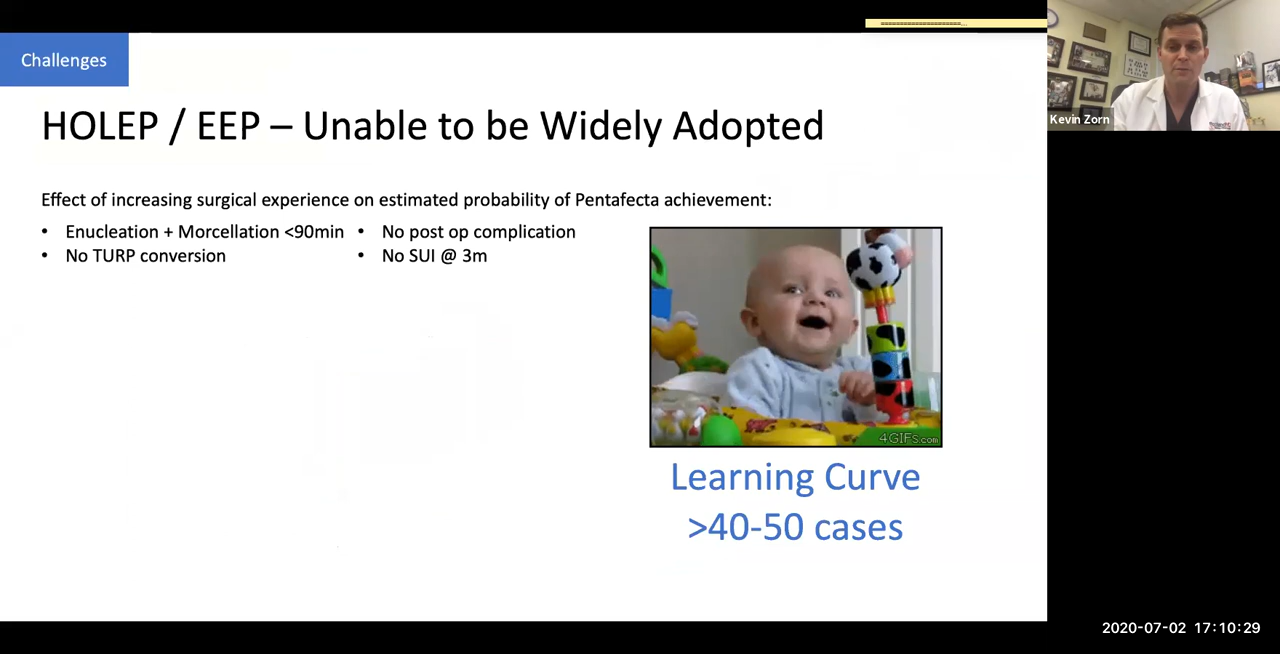 Challenges
HOLEP / EEP – Unable to be Widely Adopted
Effect of increasing surgical experience on estimated probability of Pentafecta achievement:
• Enucleation + Morcellation <90min
• No TURP conversion
• No post op complication
• No SUI @ 3m
4GIFs.com
Learning Curve
>40-50 cases
Kevin Zorn
2020-07-02 17:10:29